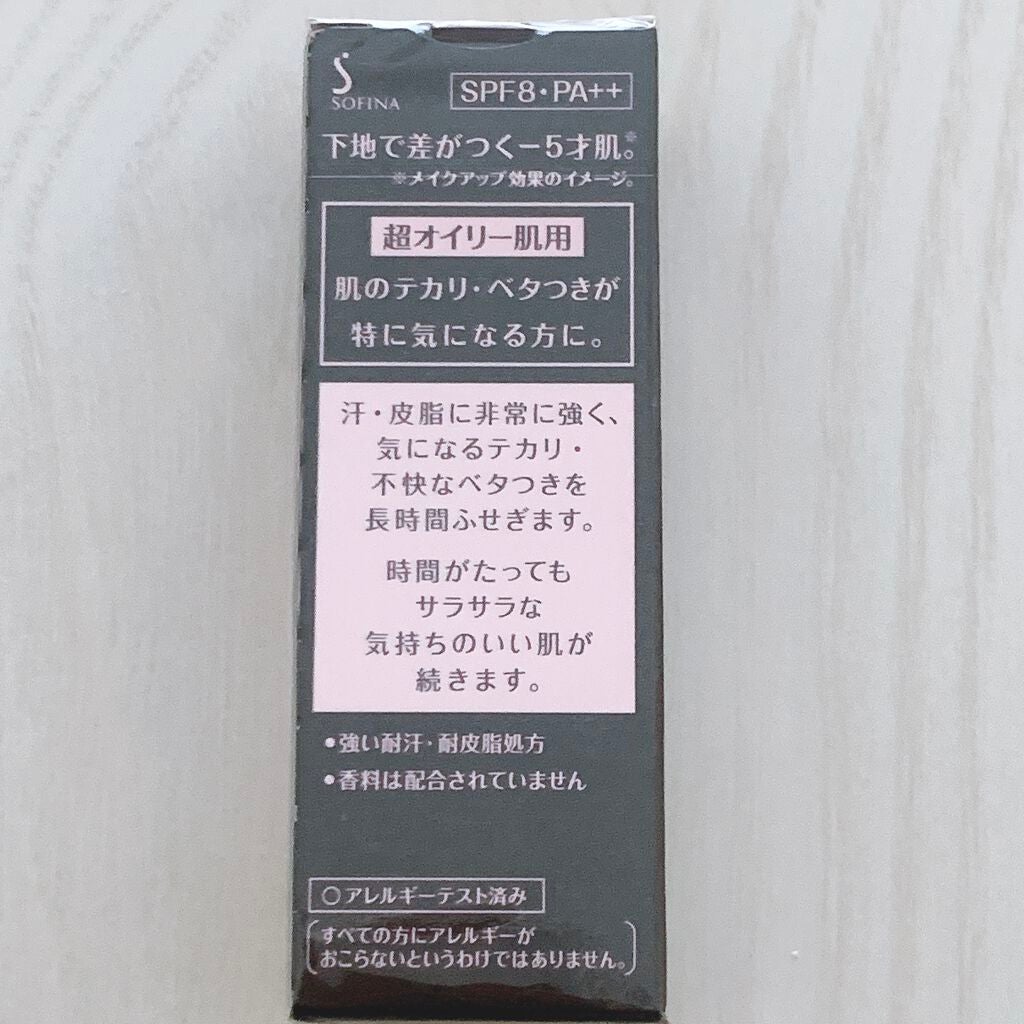 SOFINA
SPF8・PA++
下地で差がつくー5才肌。※
※メイクアップ効果のイメージ。
超オイリー肌用
肌のテカリ・ベタつきが
特に気になる方に。
汗・皮脂に非常に強く、
気になるテカリ・
不快なベタつきを
長時間ふせぎます。
時間がたっても
サラサラな
気持ちのいい肌が
続きます。
●強い耐汗・耐皮脂処方
●香料は配合されていません
○アレルギーテスト済み
(すべての方にアレルギーが
おこらないというわけではありません。)